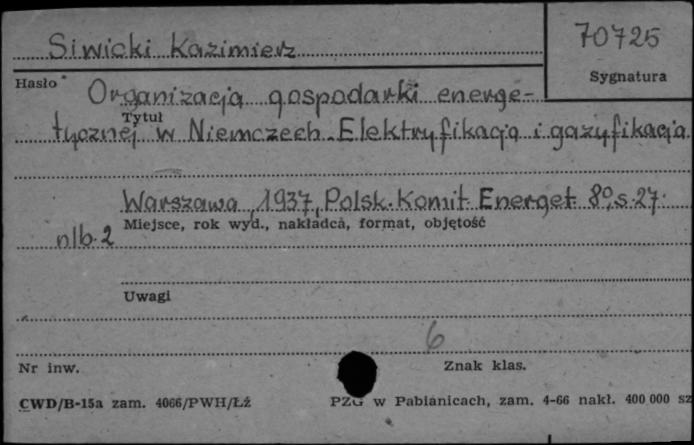 Siwicki Kazimierz
70725
Hasło
Sygnatura
Organizacja gospodarki energe-
Tytuł
tycznej w Niemczech. Elektryfikacja i gazyfikacja.
Warszawa, 1937, Polsk. Komit. Energet. 8°, s. 27.
Miejsce, rok wyd., nakładca, format, objętość
nlb. 2
Uwagi
6
Nr inw.
Znak klas.
CWD/B-15a zam. 4066/PWH/Łź
PZG w Pabianicach, zam. 4-66 nakł. 400 000 sz